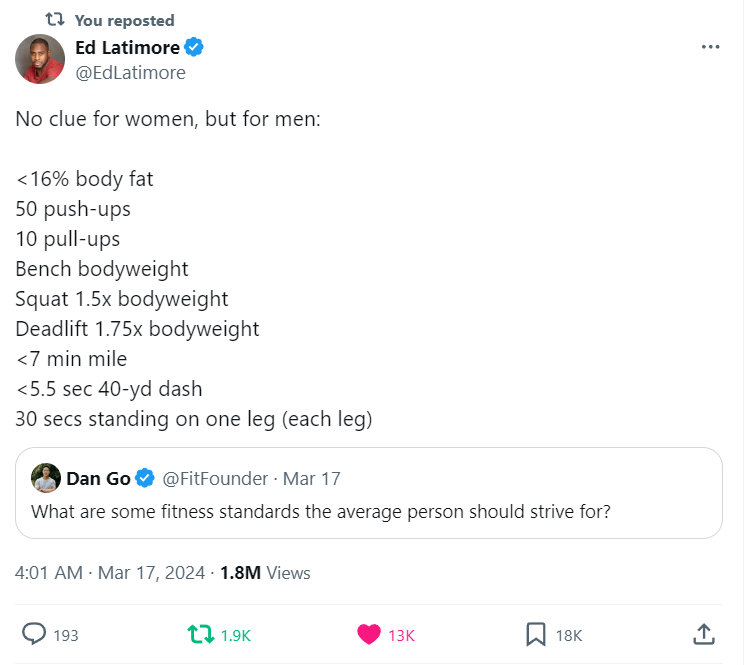 You reposted
Ed Latimore
@EdLatimore
No clue for women, but for men:
<16% body fat
50 push-ups
10 pull-ups
Bench bodyweight
Squat 1.5x bodyweight
Deadlift 1.75x bodyweight
<7 min mile
<5.5 sec 40-yd dash
30 secs standing on one leg (each leg)
Dan Go @FitFounder · Mar 17
What are some fitness standards the average person should strive for?
4:01 AM · Mar 17, 2024 · 1.8M Views
193 1.9K 13K 18K